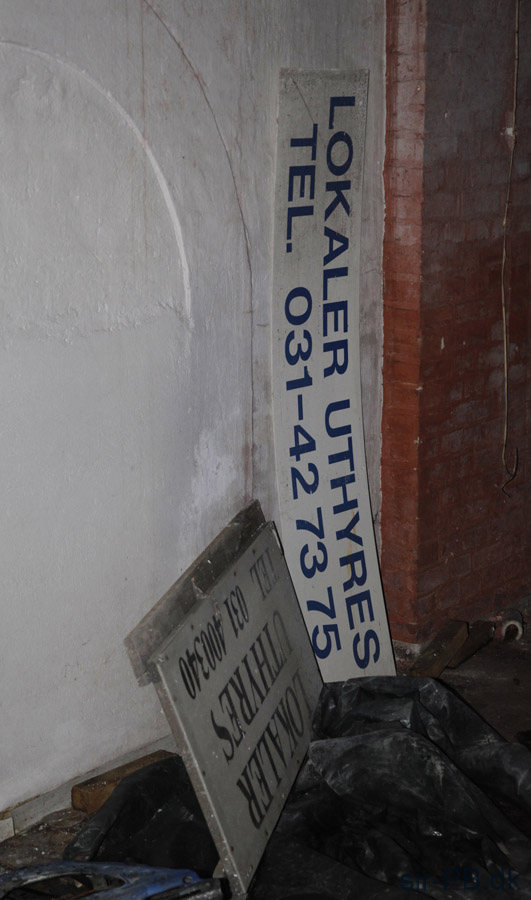 LOKALER UTHYRES
TEL. 031-42 73 75
LOKALER
UTHYRES
TEL. 031 400340